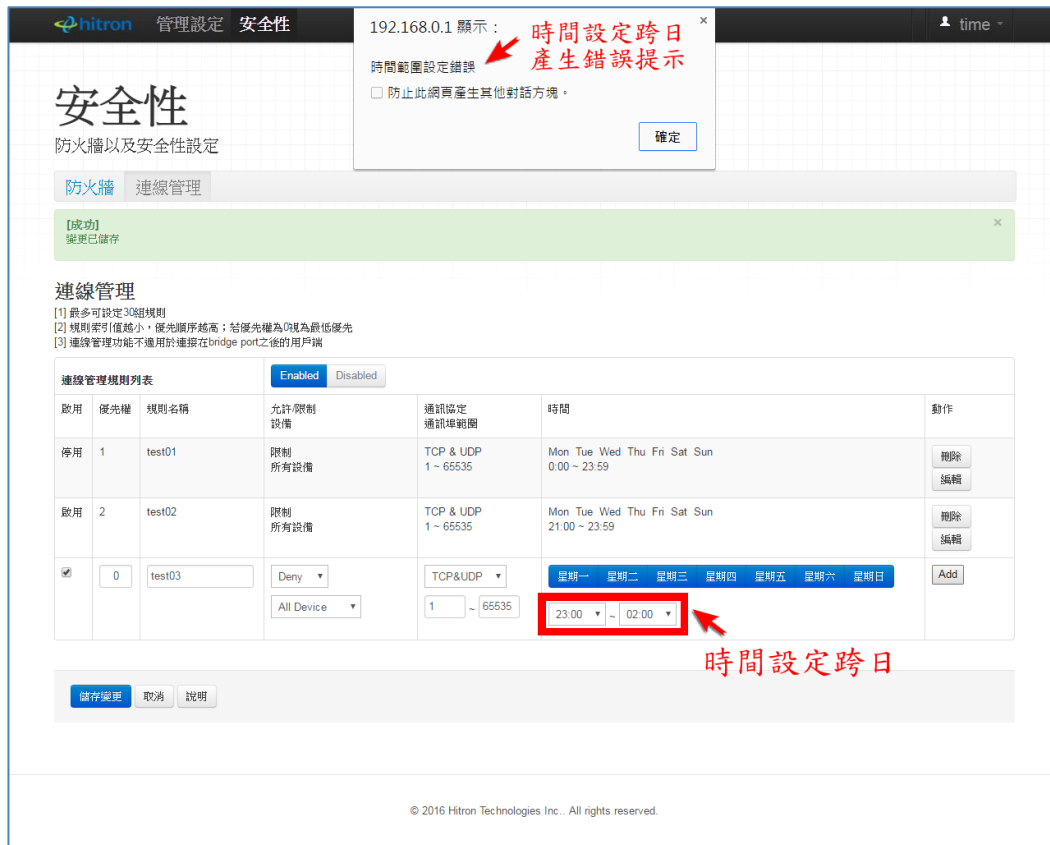 hitron 管理設定 安全性
time
192.168.0.1 顯示：
×
時間範圍設定錯誤
防止此網頁產生其他對話方塊。
確定
時間設定跨日
產生錯誤提示
安全性
防火牆以及安全性設定
防火牆 連線管理
[成功]
變更已儲存
×
連線管理
[1] 最多可設定30組規則
[2] 規則索引值越小，優先順序越高；若優先權為0視為最低優先
[3] 連線管理功能不適用於連接在bridge port之後的用戶端
連線管理規則列表 Enabled Disabled
啟用 優先權 規則名稱 允許/限制 通訊協定 時間 動作
設備 通訊埠範圍
停用 1 test01 限制 TCP & UDP Mon Tue Wed Thu Fri Sat Sun 刪除
所有設備 1 ~ 65535 0:00 ~ 23:59 編輯
啟用 2 test02 限制 TCP & UDP Mon Tue Wed Thu Fri Sat Sun 刪除
所有設備 1 ~ 65535 21:00 ~ 23:59 編輯
0 test03 Deny TCP&UDP 星期一 星期二 星期三 星期四 星期五 星期六 星期日 Add
All Device 1 ~ 65535 23:00 ~ 02:00
時間設定跨日
儲存變更 取消 說明
© 2016 Hitron Technologies Inc.. All rights reserved.